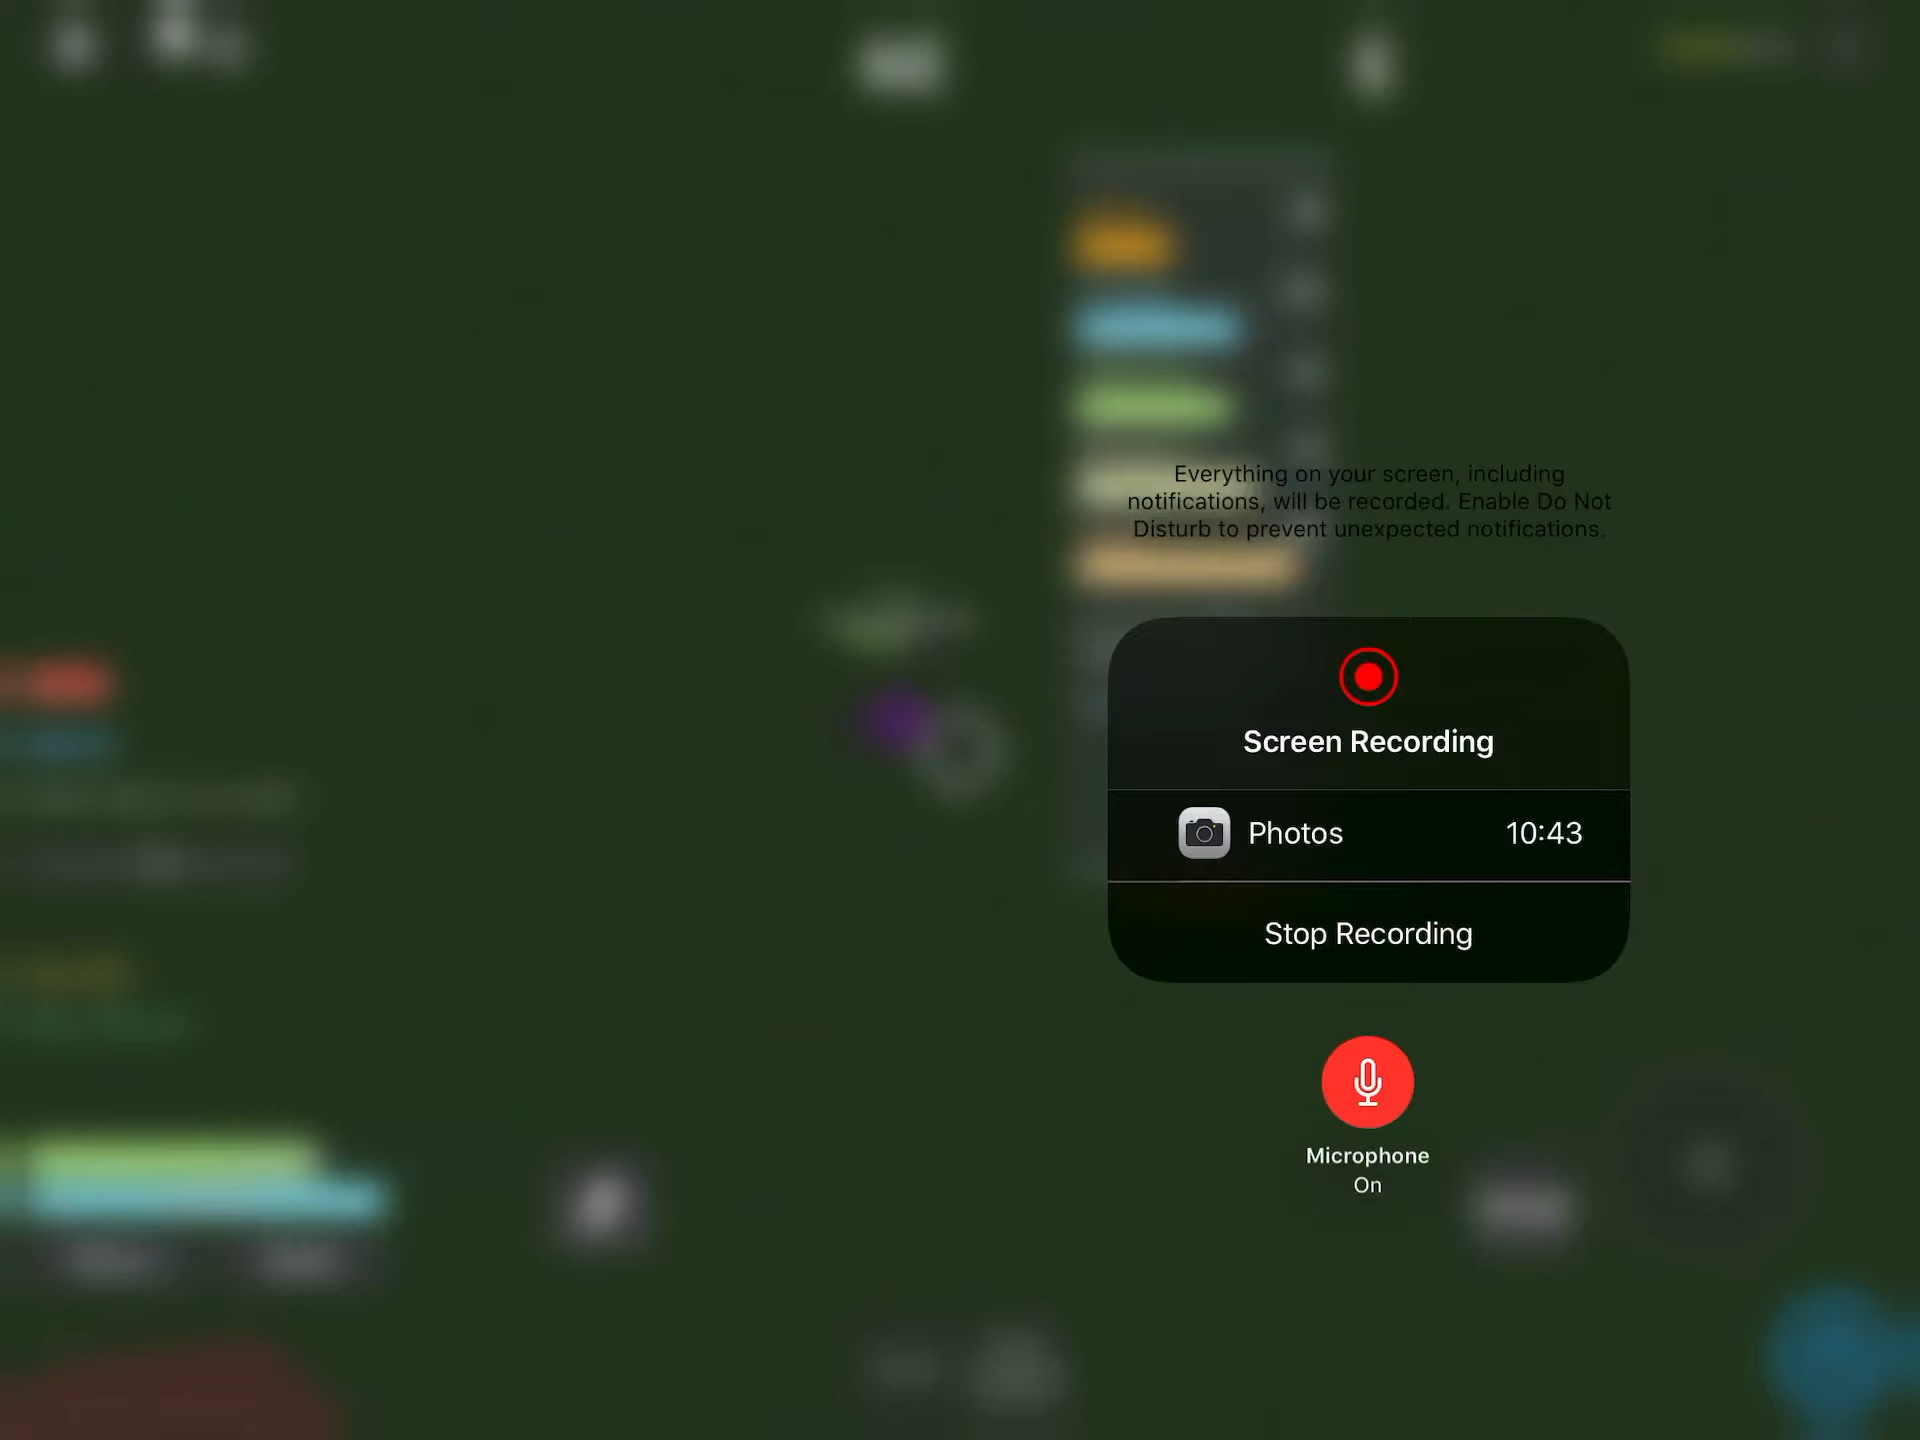 Everything on your screen, including
notifications, will be recorded. Enable Do Not
Disturb to prevent unexpected notifications.
Screen Recording
Photos 10:43
Stop Recording
Microphone
On